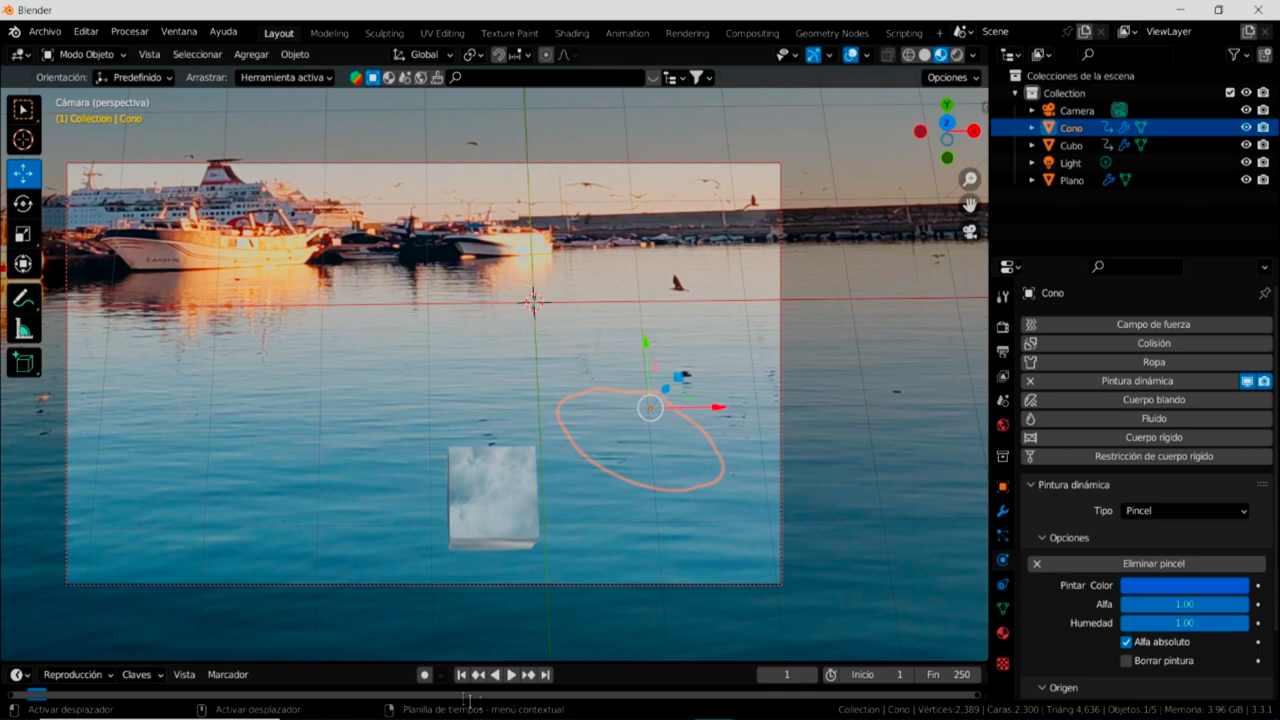 Blender
Archivo Editar Procesar Ventana Ayuda Layout Modeling Sculpting UV Editing Texture Paint Shading Animation Rendering Compositing Geometry Nodes Scripting + Scene ViewLayer
Modo Objeto Vista Seleccionar Agregar Objeto Global
Orientación: Predefinido Arrastrar: Herramienta activa Opciones
Cámara (perspectiva)
(1) Collection | Cono
Y
Z
X
Colecciones de la escena
Collection
Camera
Cono
Cubo
Light
Plano
Cono
Campo de fuerza
Colisión
Ropa
Pintura dinámica
Cuerpo blando
Fluido
Cuerpo rígido
Restricción de cuerpo rígido
Pintura dinámica
Tipo Pincel
Opciones
Eliminar pincel
Pintar Color
Alfa 1.00
Humedad 1.00
Alfa absoluto
Borrar pintura
Origen
Reproducción Claves Vista Marcador 1 Inicio 1 Fin 250
Activar desplazador Activar desplazador Planilla de tiempos - menú contextual Collection | Cono | Vértices:2,389 | Caras:2,300 | Triáng:4,636 | Objetos:1/5 | Memoria: 3.96 GiB | 3.3.1